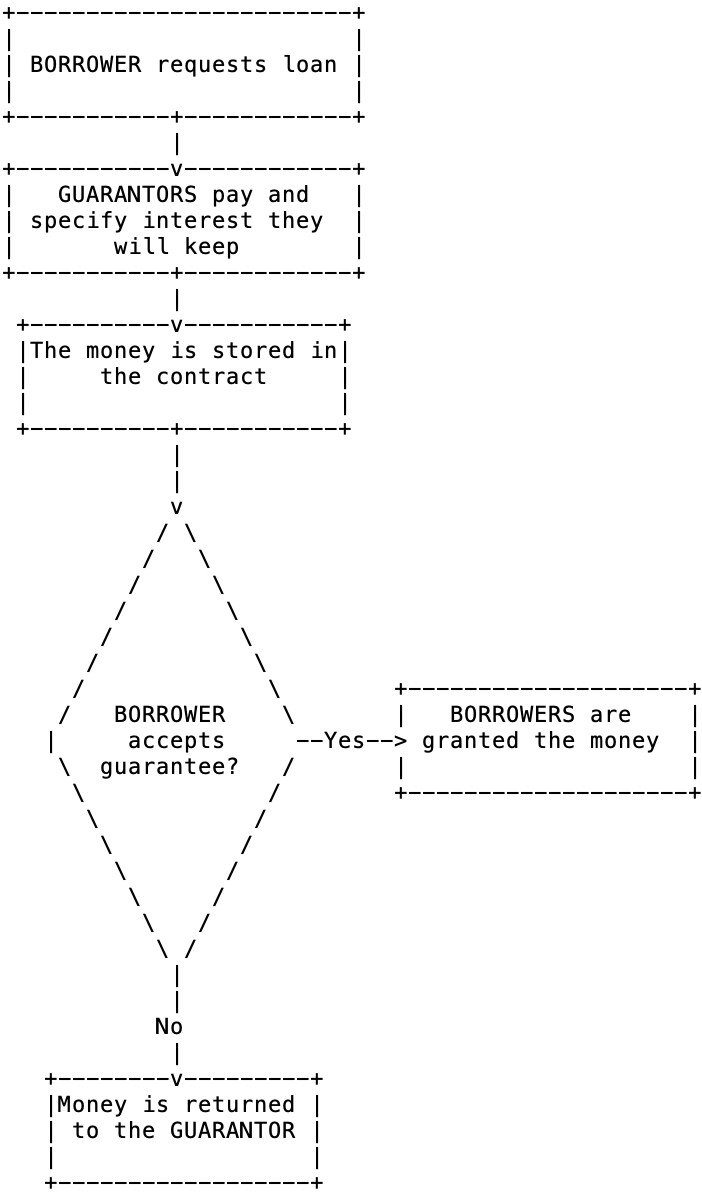 BORROWER requests loan
GUARANTORS pay and
specify interest they
will keep
The money is stored in
the contract
BORROWER
accepts
guarantee?
Yes
BORROWERS are
granted the money
No
Money is returned
to the GUARANTOR